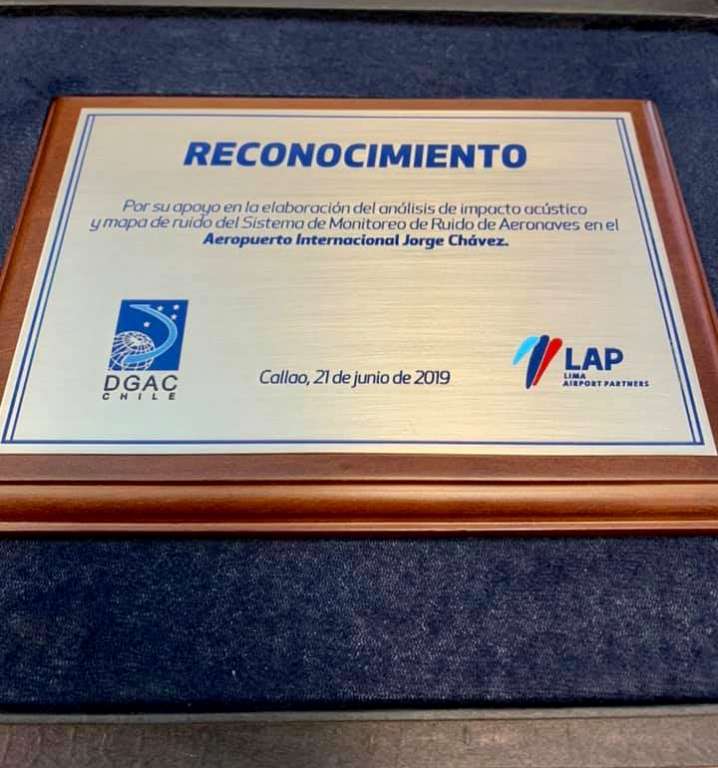 RECONOCIMIENTO
Por su apoyo en la elaboración del análisis de impacto acústico
y mapa de ruido del Sistema de Monitoreo de Ruido de Aeronaves en el
Aeropuerto Internacional Jorge Chávez.
DGAC
CHILE
Callao, 21 de junio de 2019
LAP
LIMA
AIRPORT PARTNERS